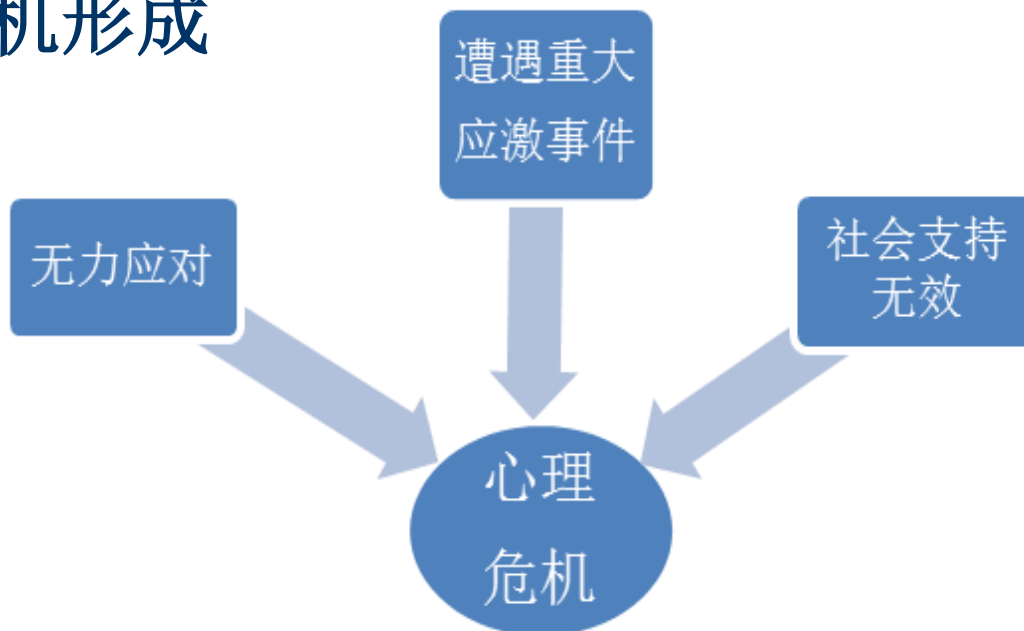 机形成
遭遇重大
应激事件
无力应对
社会支持
无效
心理
危机